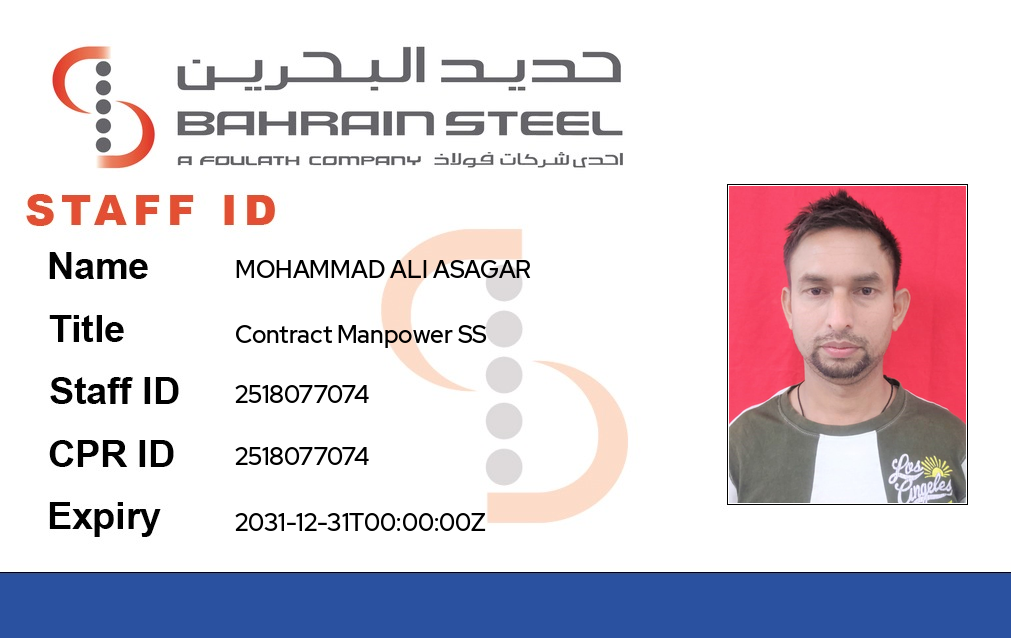 حديد البحرين
BAHRAIN STEEL
A FOULATH COMPANY احدى شركات فولاذ
STAFF ID
Name MOHAMMAD ALI ASAGAR
Title Contract Manpower SS
Staff ID 2518077074
CPR ID 2518077074
Expiry 2031-12-31T00:00:00Z
Los
Angeles